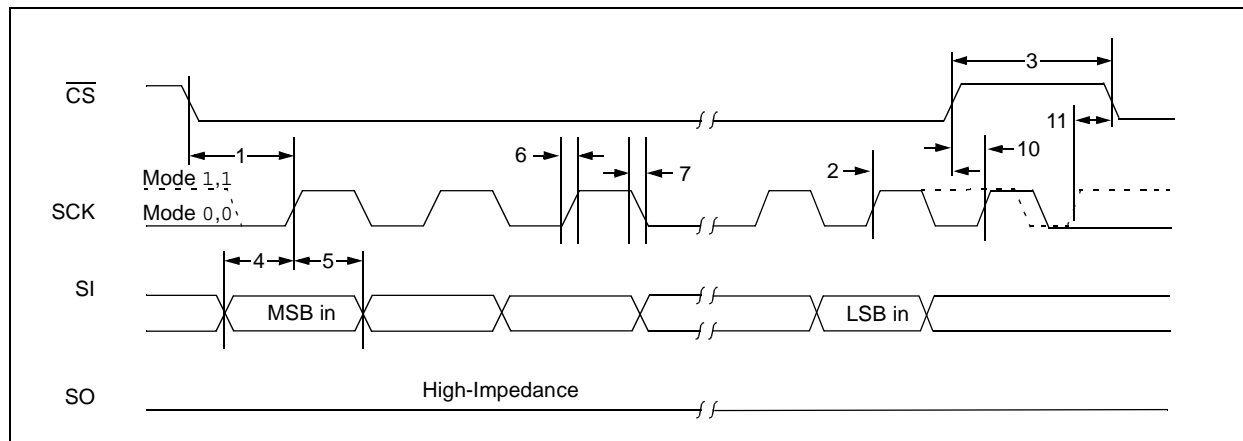 3
CS
11
1
6
10
2
7
Mode 1,1
SCK
Mode 0,0
4
5
SI
MSB in
LSB in
High-Impedance
SO